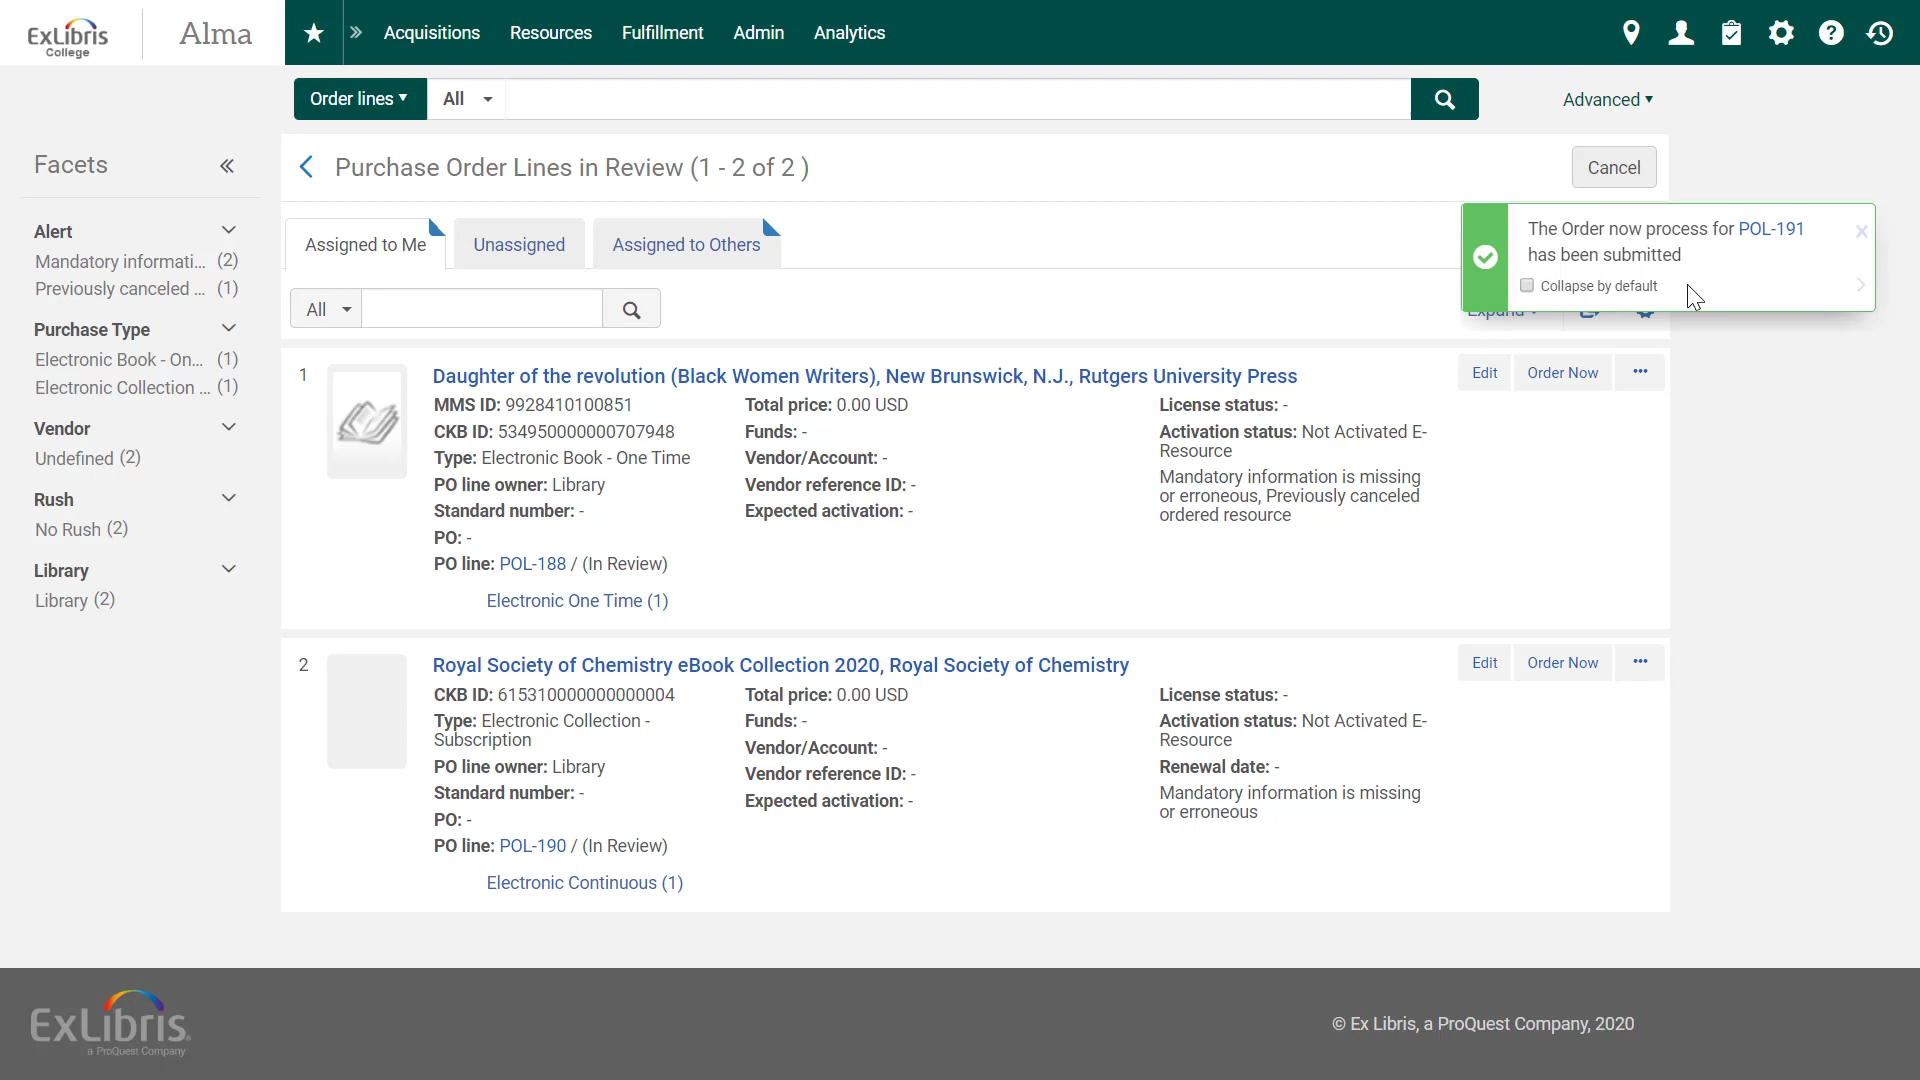 ExLibris
College
Alma
Acquisitions Resources Fulfillment Admin Analytics
Order lines All Advanced
Facets
Alert
Mandatory informati... (2)
Previously canceled ... (1)
Purchase Type
Electronic Book - On... (1)
Electronic Collection ... (1)
Vendor
Undefined (2)
Rush
No Rush (2)
Library
Library (2)
Purchase Order Lines in Review (1 - 2 of 2 )
Cancel
Assigned to Me Unassigned Assigned to Others
The Order now process for POL-191
has been submitted
Collapse by default
All
Expand
1
Daughter of the revolution (Black Women Writers), New Brunswick, N.J., Rutgers University Press
Edit Order Now
MMS ID: 9928410100851
CKB ID: 534950000000707948
Type: Electronic Book - One Time
PO line owner: Library
Standard number: -
PO: -
PO line: POL-188 / (In Review)
Electronic One Time (1)
Total price: 0.00 USD
Funds: -
Vendor/Account: -
Vendor reference ID: -
Expected activation: -
License status: -
Activation status: Not Activated E-
Resource
Mandatory information is missing
or erroneous, Previously canceled
ordered resource
2
Royal Society of Chemistry eBook Collection 2020, Royal Society of Chemistry
Edit Order Now
CKB ID: 615310000000000004
Type: Electronic Collection -
Subscription
PO line owner: Library
Standard number: -
PO: -
PO line: POL-190 / (In Review)
Electronic Continuous (1)
Total price: 0.00 USD
Funds: -
Vendor/Account: -
Vendor reference ID: -
Expected activation: -
License status: -
Activation status: Not Activated E-
Resource
Renewal date: -
Mandatory information is missing
or erroneous
ExLibris
a ProQuest Company
© Ex Libris, a ProQuest Company, 2020